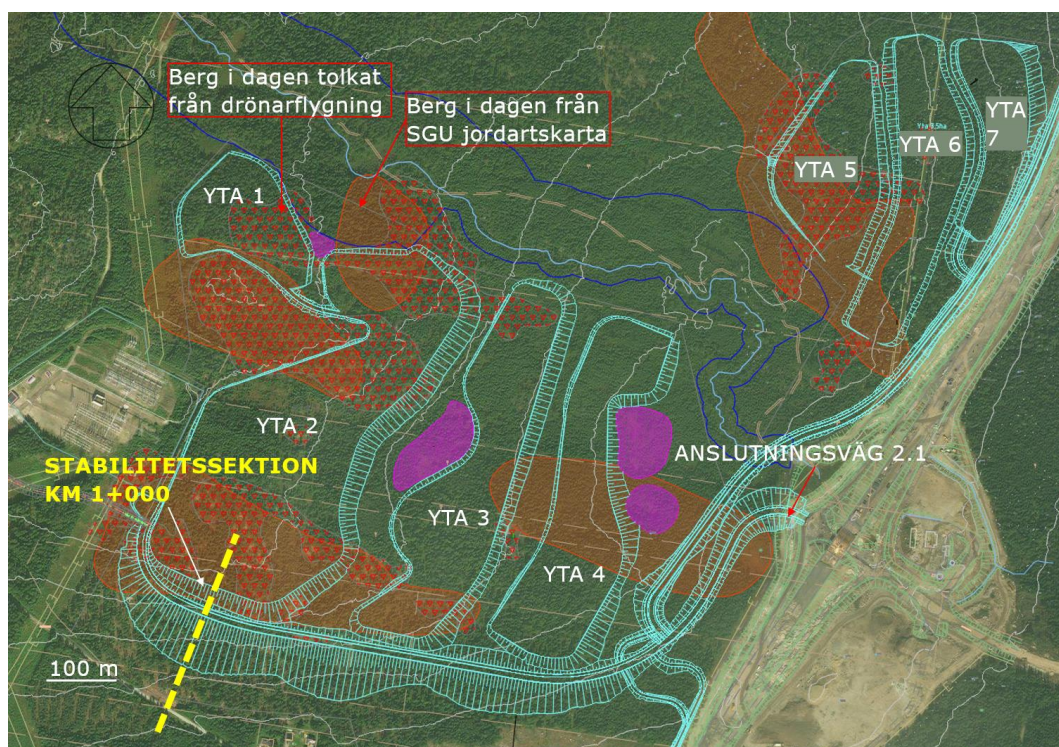 Berg i dagen tolkat
från drönarflygning
Berg i dagen från
SGU jordartskarta
YTA 1
YTA 5
YTA 6
YTA
7
YTA 2
STABILITETSSEKTION
KM 1+000
ANSLUTNINGSVÄG 2.1
YTA 3
YTA 4
100 m